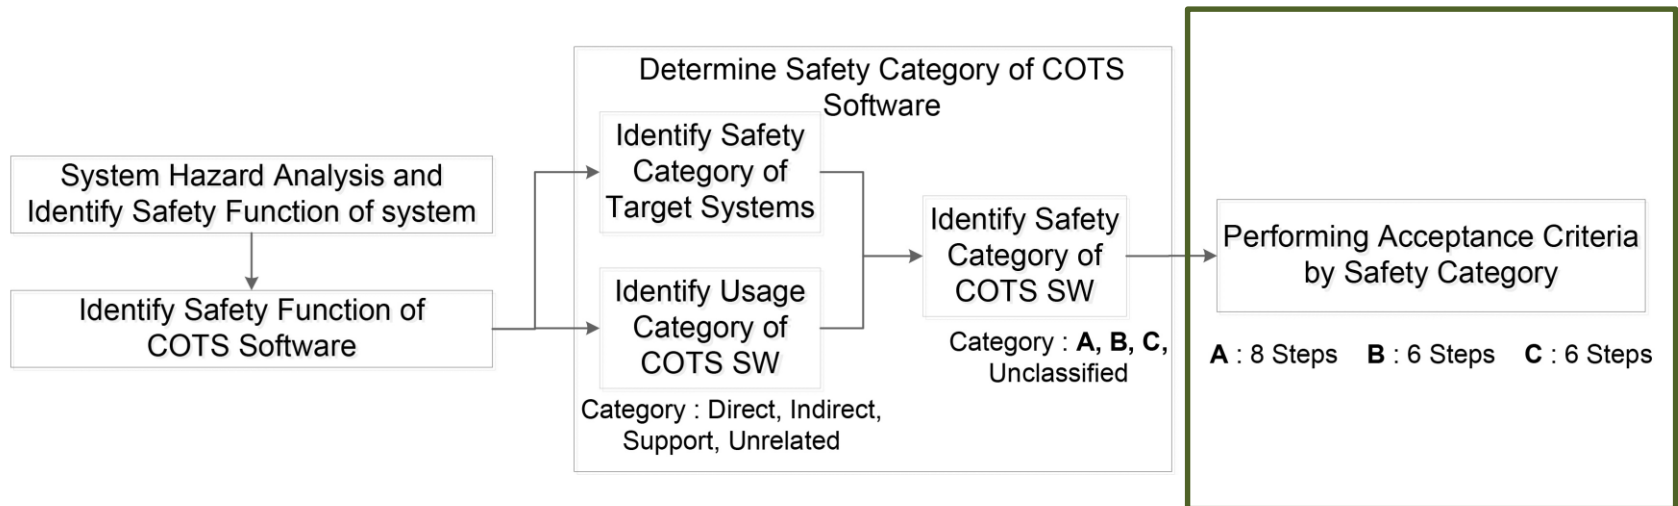 System Hazard Analysis and
Identify Safety Function of system
Identify Safety Function of
COTS Software
Determine Safety Category of COTS
Software
Identify Safety
Category of
Target Systems
Identify Usage
Category of
COTS SW
Category : Direct, Indirect,
Support, Unrelated
Identify Safety
Category of
COTS SW
Category : A, B, C,
Unclassified
Performing Acceptance Criteria
by Safety Category
A : 8 Steps B : 6 Steps C : 6 Steps